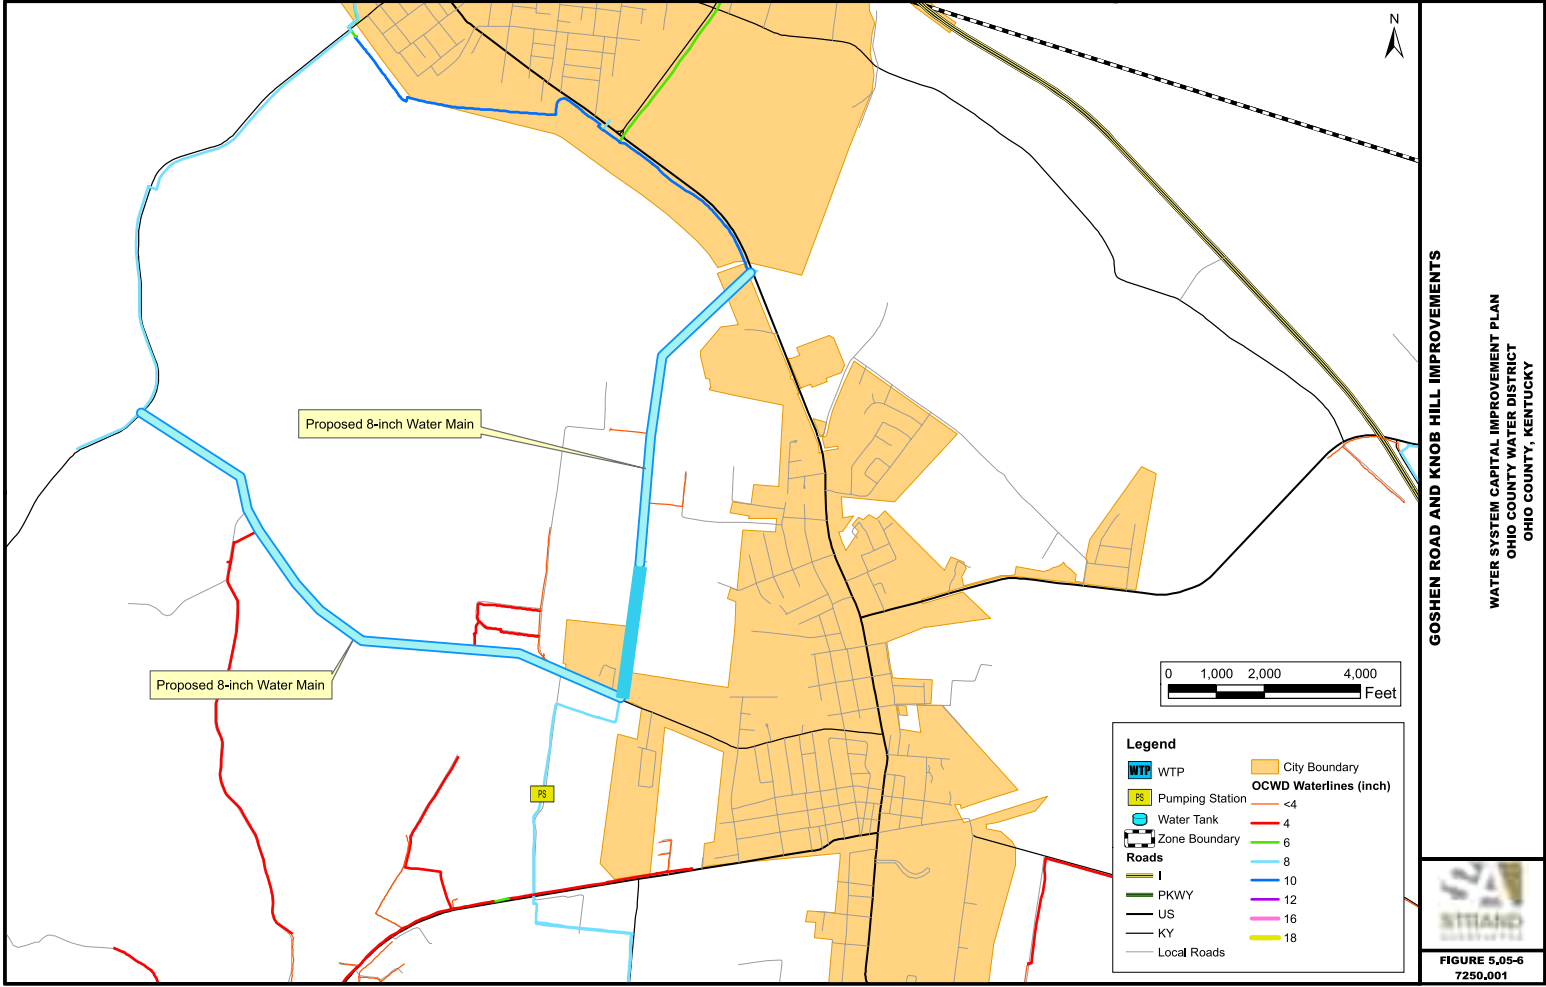 N
Proposed 8-inch Water Main
Proposed 8-inch Water Main
PS
0 1,000 2,000 4,000
Feet
Legend
WTP WTP
PS Pumping Station
Water Tank
Zone Boundary
Roads
I
PKWY
US
KY
Local Roads
City Boundary
OCWD Waterlines (inch)
<4
4
6
8
10
12
16
18
GOSHEN ROAD AND KNOB HILL IMPROVEMENTS
WATER SYSTEM CAPITAL IMPROVEMENT PLAN
OHIO COUNTY WATER DISTRICT
OHIO COUNTY, KENTUCKY
STRAND
FIGURE 5.05-6
7250.001